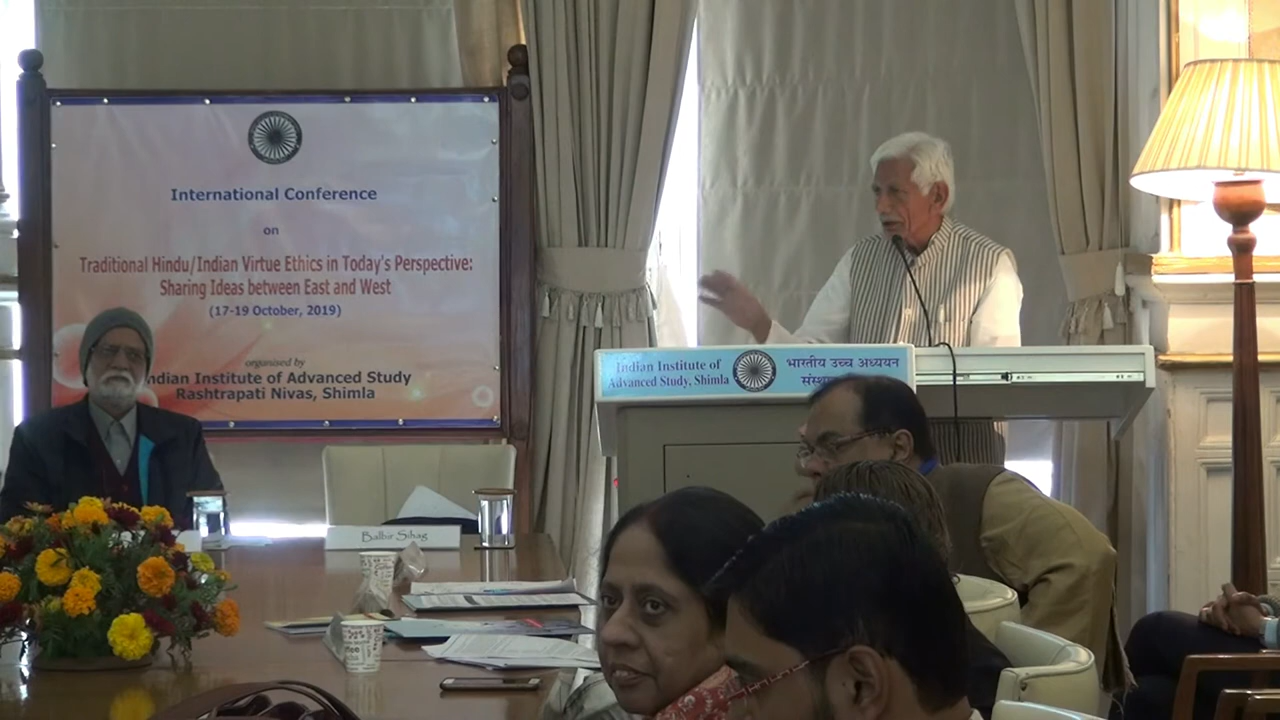 International Conference
on
Traditional Hindu/Indian Virtue Ethics in Today's Perspective:
Sharing Ideas between East and West
(17-19 October, 2019)
organised by
Indian Institute of Advanced Study
Rashtrapati Nivas, Shimla
Indian Institute of
Advanced Study, Shimla
भारतीय उच्च अध्ययन
Balbir Sihag